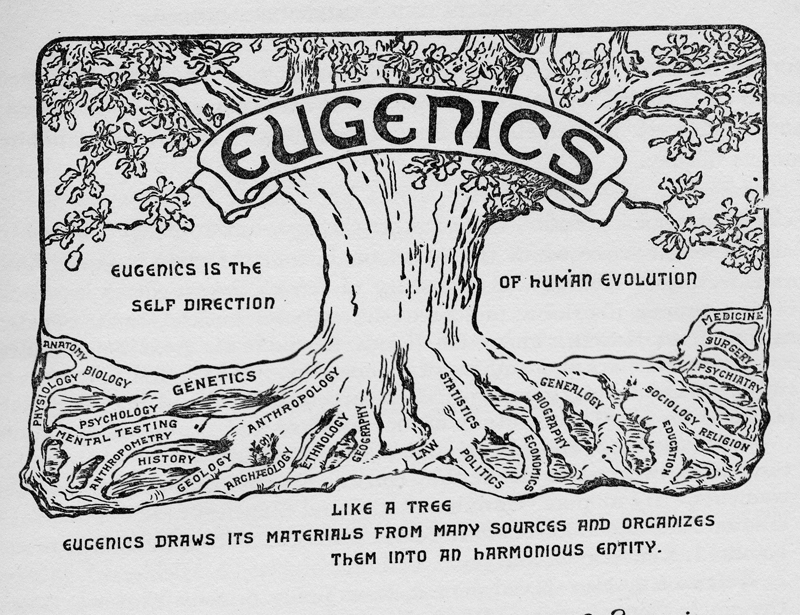 EUGENICS
EUGENICS IS THE
SELF DIRECTION
OF HUMAN EVOLUTION
ANATOMY
BIOLOGY
PHYSIOLOGY
GENETICS
PSYCHOLOGY
MENTAL TESTING
ANTHROPOMETRY
HISTORY
ANTHROPOLOGY
GEOLOGY
ARCHÆOLOGY
ETHNOLOGY
GEOGRAPHY
LAW
STATISTICS
POLITICS
ECONOMICS
BIOGRAPHY
GENEALOGY
EDUCATION
SOCIOLOGY
RELIGION
PSYCHIATRY
SURGERY
MEDICINE
LIKE A TREE
EUGENICS DRAWS ITS MATERIALS FROM MANY SOURCES AND ORGANIZES
THEM INTO AN HARMONIOUS ENTITY.